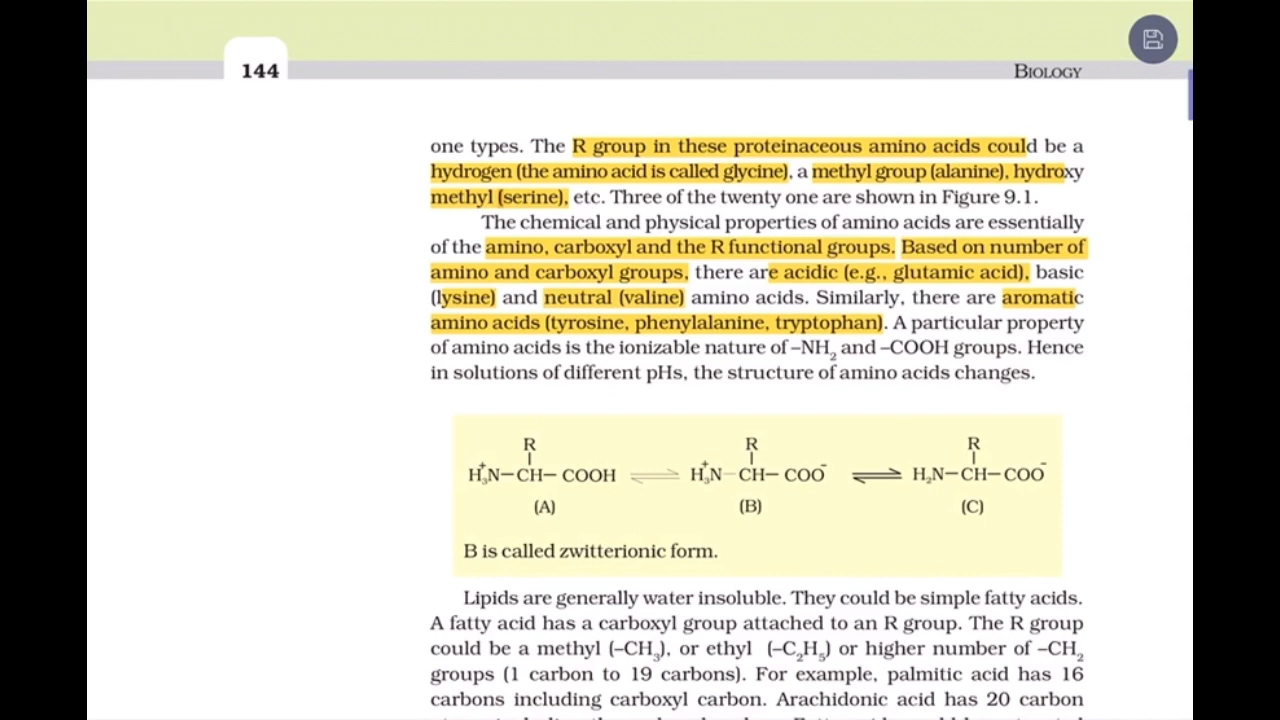 144
BIOLOGY
one types. The R group in these proteinaceous amino acids could be a
hydrogen (the amino acid is called glycine), a methyl group (alanine), hydroxy
methyl (serine), etc. Three of the twenty one are shown in Figure 9.1.
The chemical and physical properties of amino acids are essentially
of the amino, carboxyl and the R functional groups. Based on number of
amino and carboxyl groups, there are acidic (e.g., glutamic acid), basic
(lysine) and neutral (valine) amino acids. Similarly, there are aromatic
amino acids (tyrosine, phenylalanine, tryptophan). A particular property
of amino acids is the ionizable nature of –NH₂ and –COOH groups. Hence
in solutions of different pHs, the structure of amino acids changes.
R R R
H₃N⁺–CH–COOH ⇌ H₃N⁺–CH–COO⁻ ⇌ H₂N–CH–COO⁻
(A) (B) (C)
B is called zwitterionic form.
Lipids are generally water insoluble. They could be simple fatty acids.
A fatty acid has a carboxyl group attached to an R group. The R group
could be a methyl (–CH₃), or ethyl (–C₂H₅) or higher number of –CH₂
groups (1 carbon to 19 carbons). For example, palmitic acid has 16
carbons including carboxyl carbon. Arachidonic acid has 20 carbon